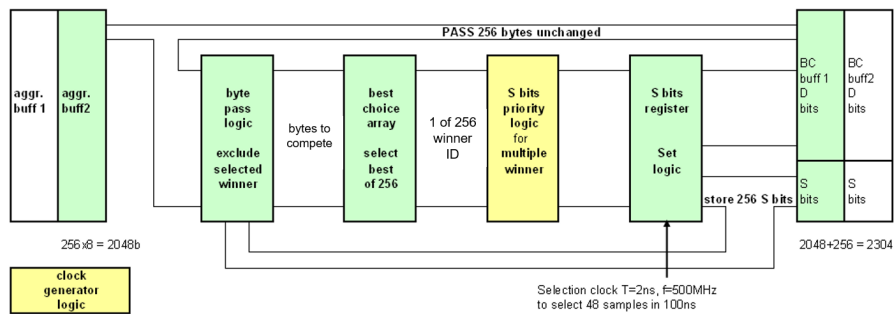 PASS 256 bytes unchanged
aggr.
buff 1
aggr.
buff2
byte
pass
logic
exclude
selected
winner
bytes to
compete
best
choice
array
select
best
of 256
1 of 256
winner
ID
S bits
priority
logic
for
multiple
winner
S bits
register
Set
logic
store 256 S bits
BC
buff 1
D
bits
BC
buff2
D
bits
S
bits
S
bits
256x8 = 2048b
2048+256 = 2304
clock
generator
logic
Selection clock T=2ns, f=500MHz
to select 48 samples in 100ns